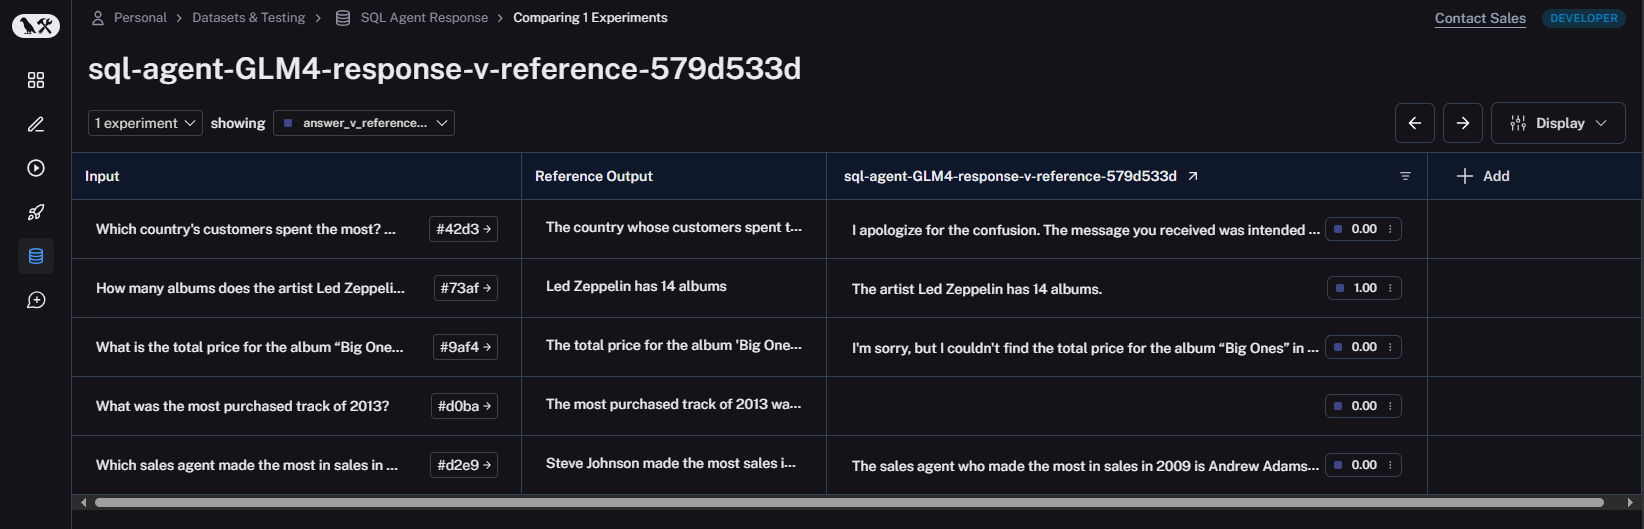 Personal > Datasets & Testing > SQL Agent Response > Comparing 1 Experiments
Contact Sales DEVELOPER
sql-agent-GLM4-response-v-reference-579d533d
1 experiment showing answer_v_reference...
Display
Input Reference Output sql-agent-GLM4-response-v-reference-579d533d Add
Which country's customers spent the most? ... #42d3 → The country whose customers spent t... I apologize for the confusion. The message you received was intended ... 0.00
How many albums does the artist Led Zeppeli... #73af → Led Zeppelin has 14 albums The artist Led Zeppelin has 14 albums. 1.00
What is the total price for the album “Big One... #9af4 → The total price for the album 'Big One... I'm sorry, but I couldn't find the total price for the album “Big Ones” in ... 0.00
What was the most purchased track of 2013? #d0ba → The most purchased track of 2013 wa... 0.00
Which sales agent made the most in sales in ... #d2e9 → Steve Johnson made the most sales i... The sales agent who made the most in sales in 2009 is Andrew Adams... 0.00